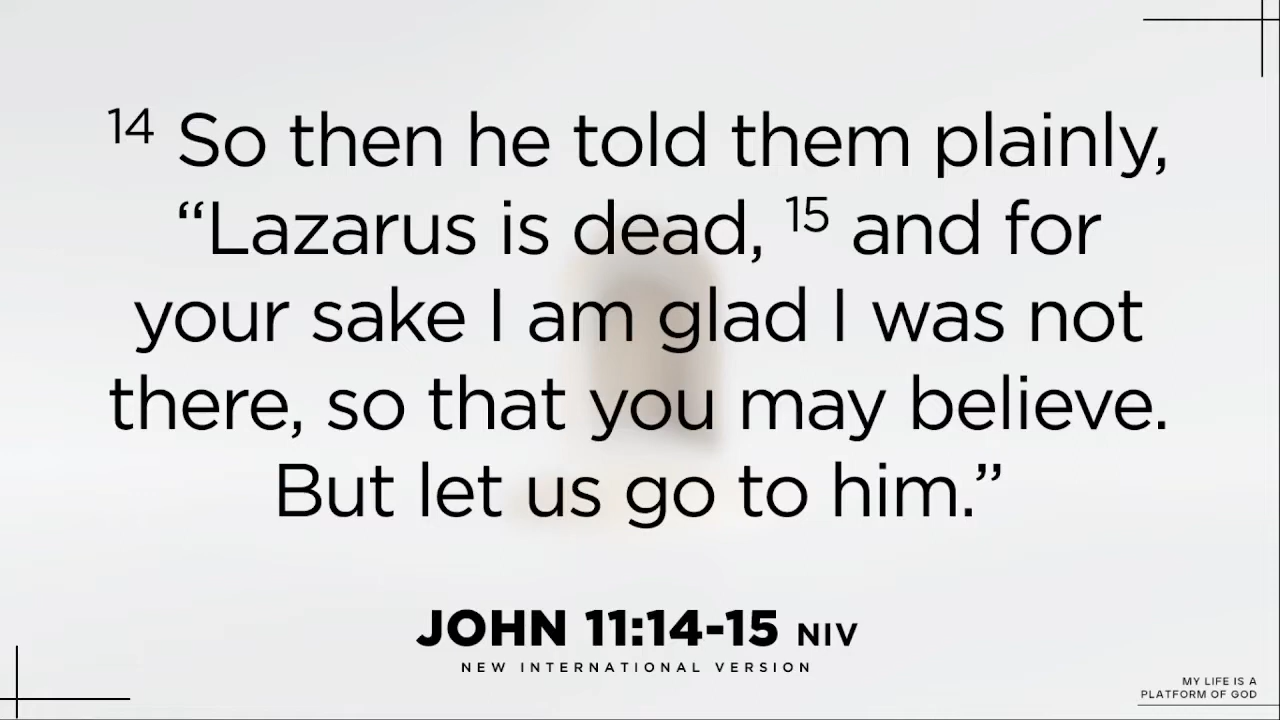 14 So then he told them plainly,
“Lazarus is dead, 15 and for
your sake I am glad I was not
there, so that you may believe.
But let us go to him.”
JOHN 11:14-15 NIV
NEW INTERNATIONAL VERSION
MY LIFE IS A
PLATFORM OF GOD